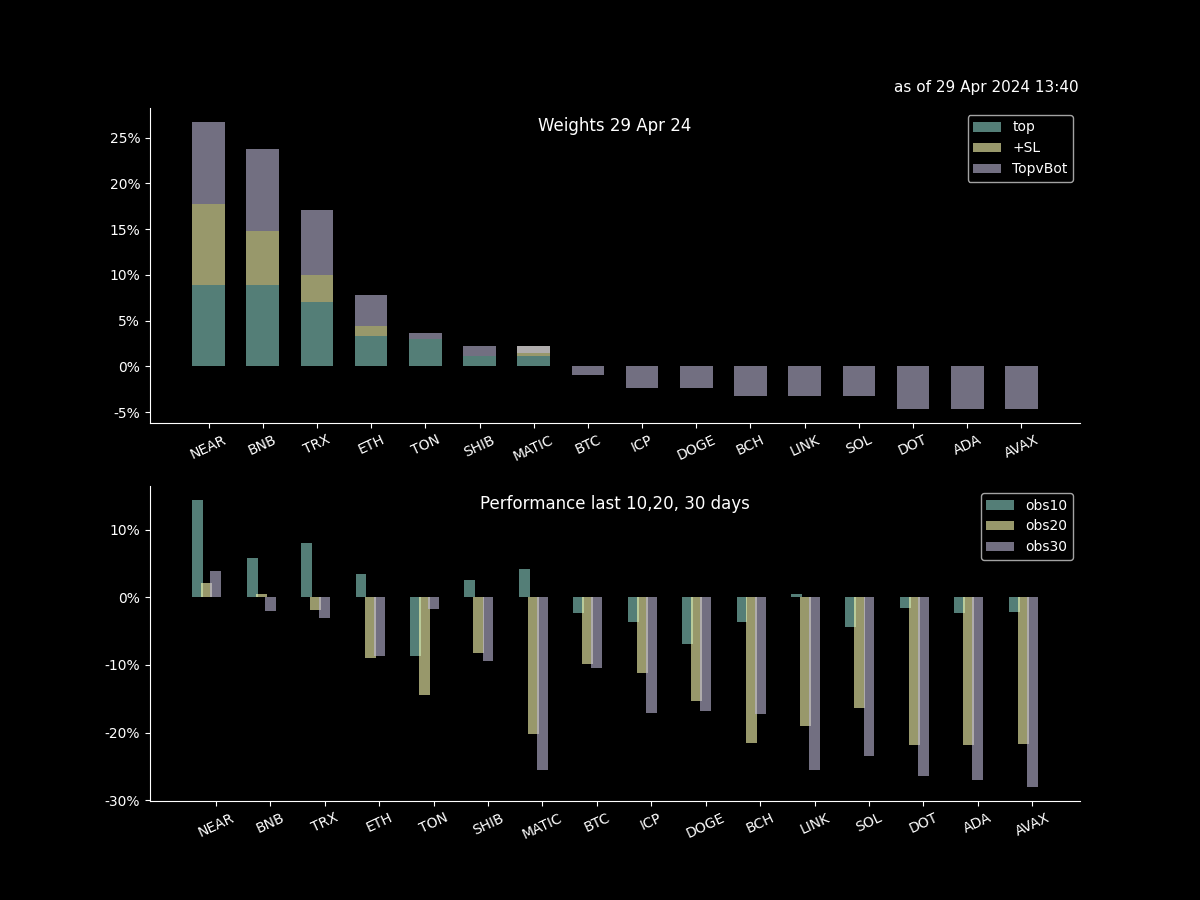 as of 29 Apr 2024 13:40
Weights 29 Apr 24
top
+SL
TopvBot
25%
20%
15%
10%
5%
0%
-5%
NEAR BNB TRX ETH TON SHIB MATIC BTC ICP DOGE BCH LINK SOL DOT ADA AVAX
Performance last 10,20, 30 days
obs10
obs20
obs30
10%
0%
-10%
-20%
-30%
NEAR BNB TRX ETH TON SHIB MATIC BTC ICP DOGE BCH LINK SOL DOT ADA AVAX